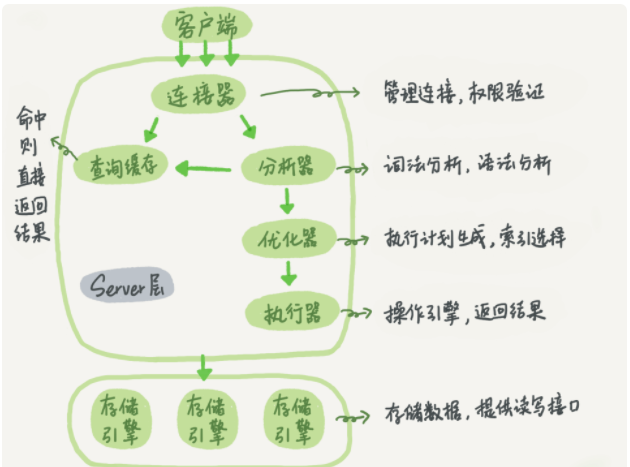 客户端
连接器
管理连接,权限验证
命中
则
直接
返回
结果
查询缓存
分析器
词法分析,语法分析
优化器
执行计划生成,索引选择
Server层
执行器
操作引擎,返回结果
存储
引擎
存储
引擎
存储
引擎
存储数据,提供读写接口